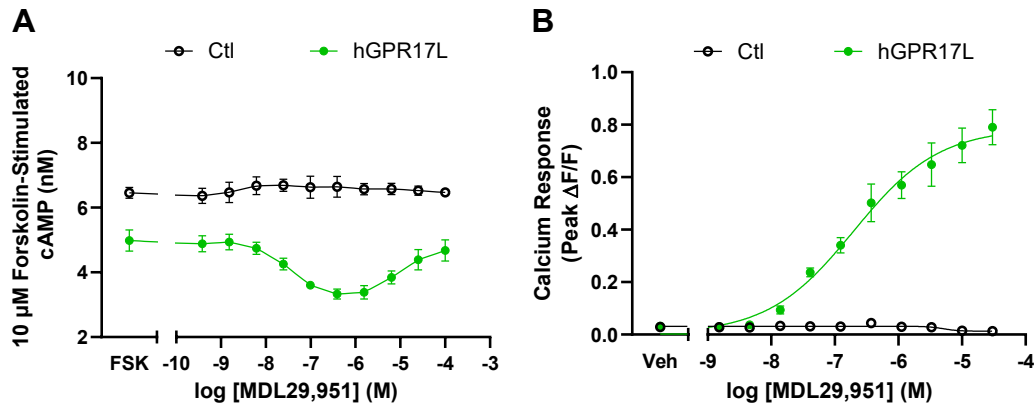 A
Ctl hGPR17L
10 µM Forskolin-Stimulated
cAMP (nM)
10
8
6
4
2
FSK -10 -9 -8 -7 -6 -5 -4 -3
log [MDL29,951] (M)
B
Ctl hGPR17L
Calcium Response
(Peak ΔF/F)
1.0
0.8
0.6
0.4
0.2
0.0
Veh -9 -8 -7 -6 -5 -4
log [MDL29,951] (M)